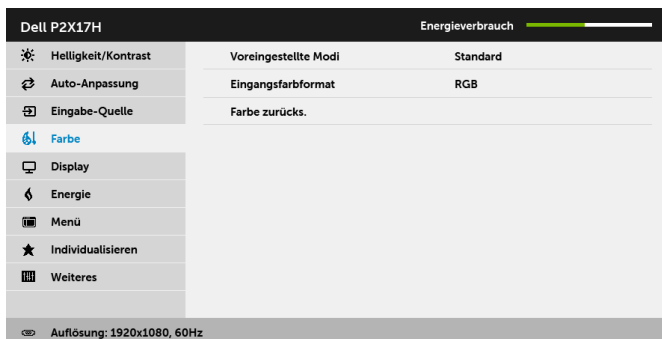 Dell P2X17H
Energieverbrauch
Helligkeit/Kontrast
Voreingestellte Modi
Standard
Auto-Anpassung
Eingangsfarbformat
RGB
Eingabe-Quelle
Farbe zurücks.
Farbe
Display
Energie
Menü
Individualisieren
Weiteres
Auflösung: 1920x1080, 60Hz